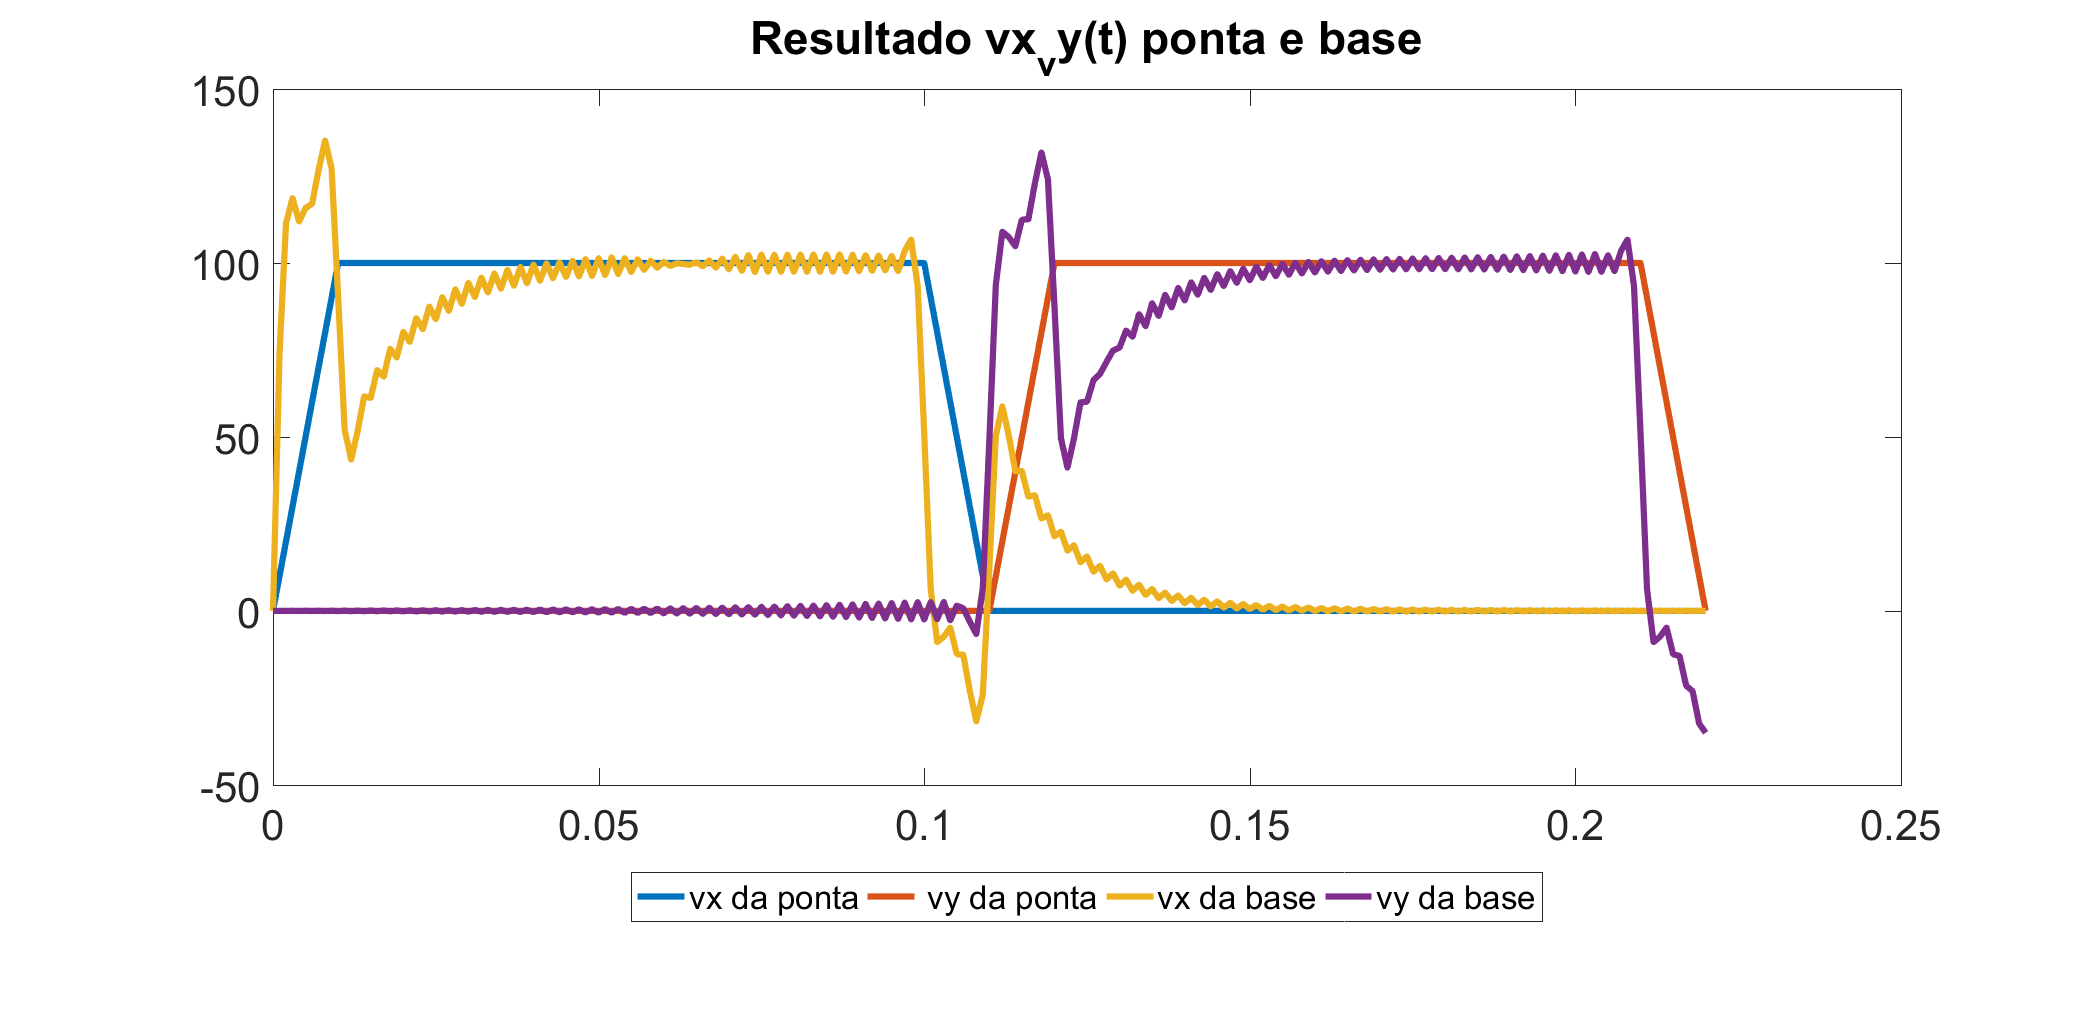 Resultado vx_vy(t) ponta e base
150
100
50
0
-50
0 0.05 0.1 0.15 0.2 0.25
vx da ponta vy da ponta vx da base vy da base